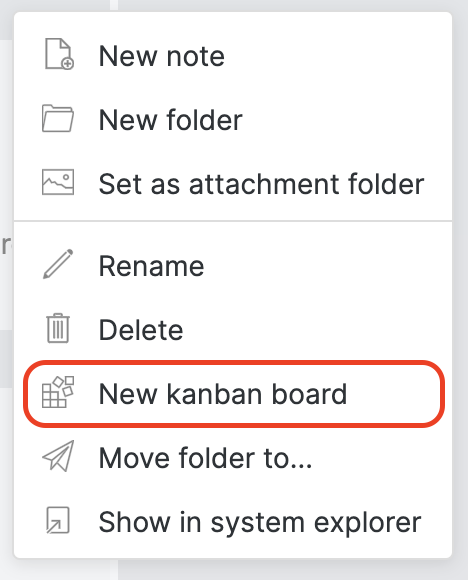 New note
New folder
Set as attachment folder
Rename
Delete
New kanban board
Move folder to...
Show in system explorer